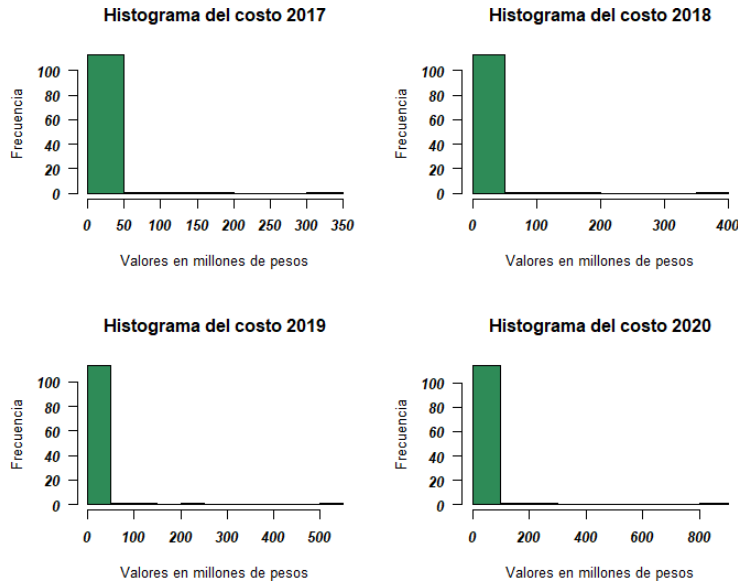 Histograma del costo 2017
Frecuencia
100
80
60
40
20
0
0 50 100 150 200 250 300 350
Valores en millones de pesos
Histograma del costo 2018
Frecuencia
100
80
60
40
20
0
0 100 200 300 400
Valores en millones de pesos
Histograma del costo 2019
Frecuencia
100
80
60
40
20
0
0 100 200 300 400 500
Valores en millones de pesos
Histograma del costo 2020
Frecuencia
100
80
60
40
20
0
0 200 400 600 800
Valores en millones de pesos